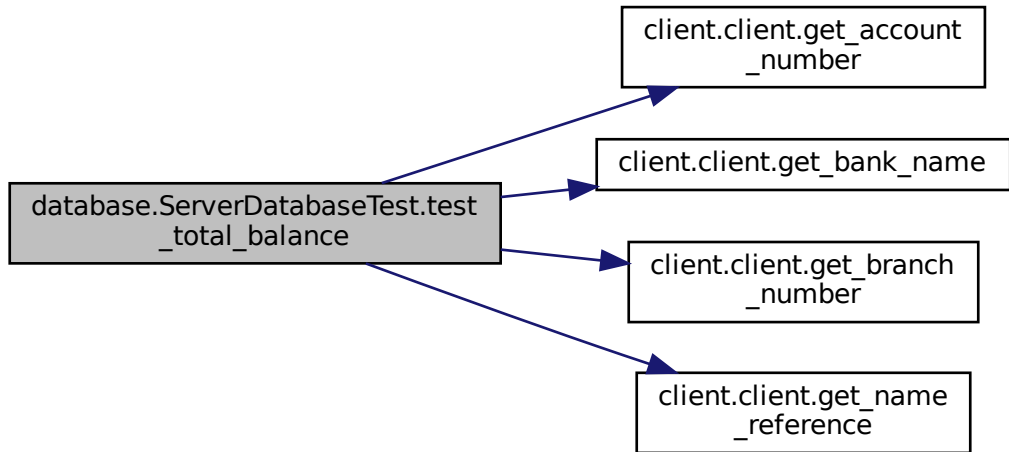 client.client.get_account
_number
client.client.get_bank_name
database.ServerDatabaseTest.test
_total_balance
client.client.get_branch
_number
client.client.get_name
_reference